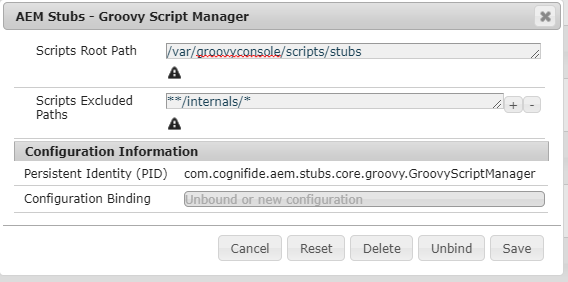 AEM Stubs - Groovy Script Manager
Scripts Root Path
/var/groovyconsole/scripts/stubs
Scripts Excluded
Paths
**/internals/*
+ -
Configuration Information
Persistent Identity (PID) com.cognifide.aem.stubs.core.groovy.GroovyScriptManager
Configuration Binding Unbound or new configuration
Cancel Reset Delete Unbind Save